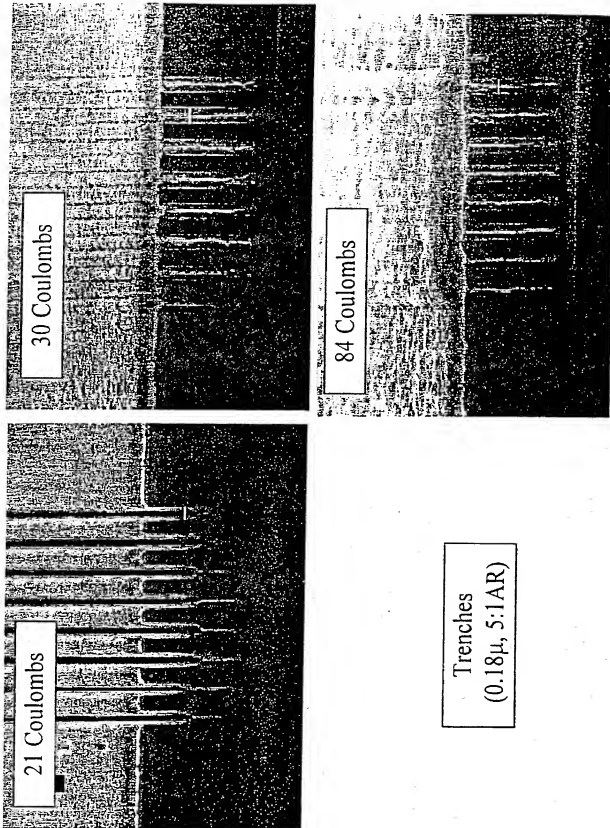 21 Coulombs
30 Coulombs
Trenches
(0.18μ, 5:1AR)
84 Coulombs